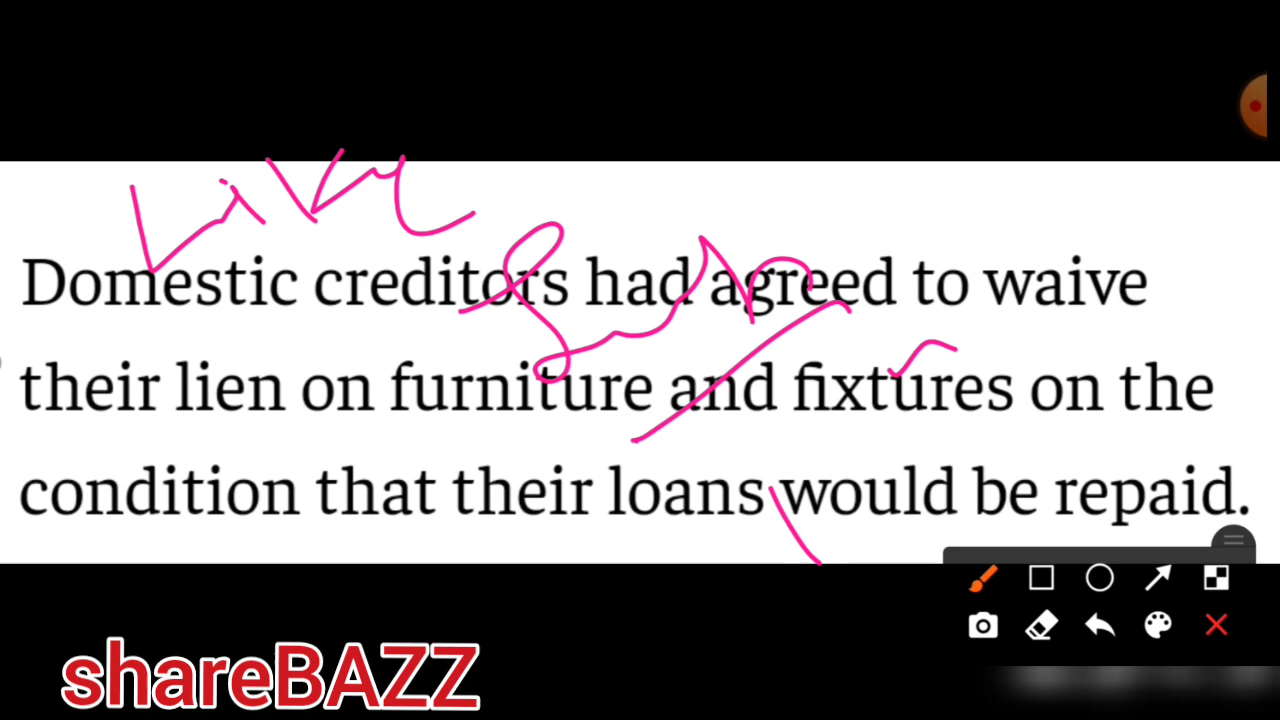 Like
Domestic creditors had agreed to waive
their lien on furniture and fixtures on the
condition that their loans would be repaid.
shareBAZZ